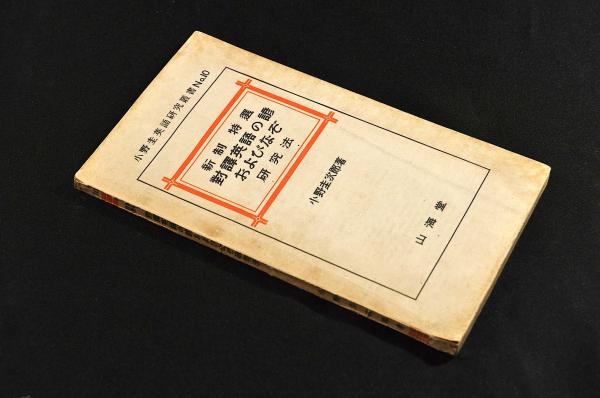 小野圭英語研究叢書No.10
新制 特選
對譯英語の諺
およびなぞ
研究法
小野圭次郎著
山海堂